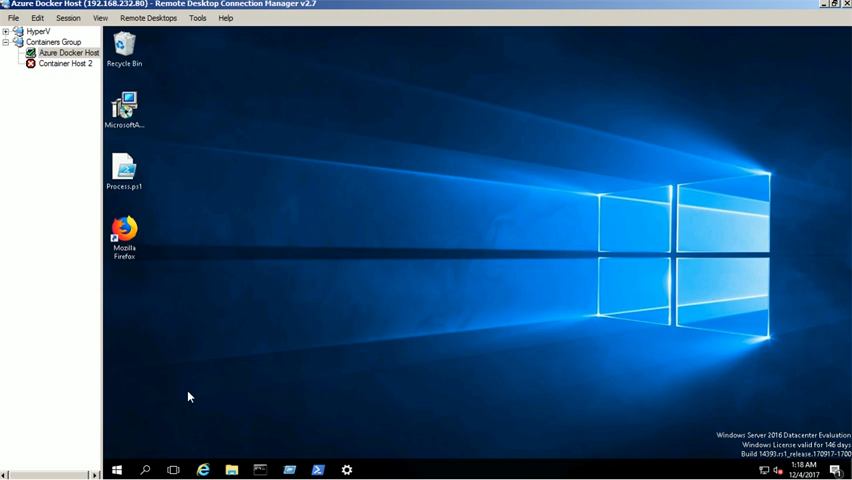 Azure Docker Host (192.168.232.80) - Remote Desktop Connection Manager v2.7
File Edit Session View Remote Desktops Tools Help
HyperV
Containers Group
Azure Docker Host
Container Host 2
Recycle Bin
MicrosoftA...
Process.ps1
Mozilla
Firefox
Windows Server 2016 Datacenter Evaluation
Windows License valid for 146 days
Build 14393.rs1_release.170917-1700
1:18 AM
12/4/2017